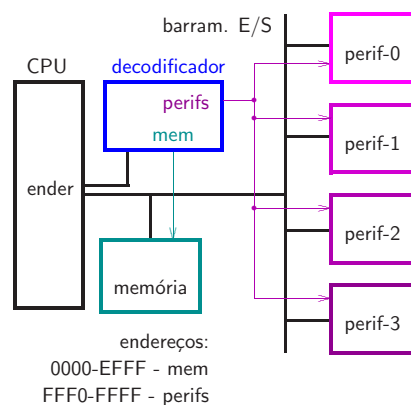 barram. E/S
perif-0
CPU
decodificador
perifs
mem
perif-1
ender
perif-2
memória
perif-3
endereços:
0000-EFFF - mem
FFF0-FFFF - perifs